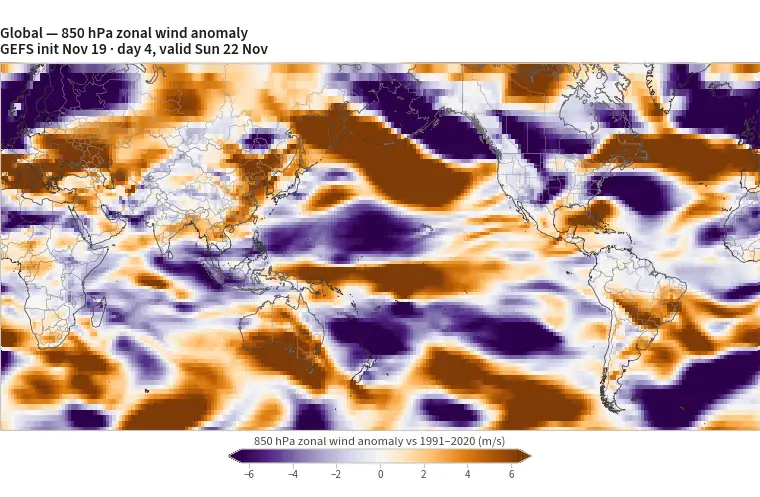 Global — 850 hPa zonal wind anomaly
GEFS init Nov 19 · day 4, valid Sun 22 Nov
850 hPa zonal wind anomaly vs 1991–2020 (m/s)
−6 −4 −2 0 2 4 6